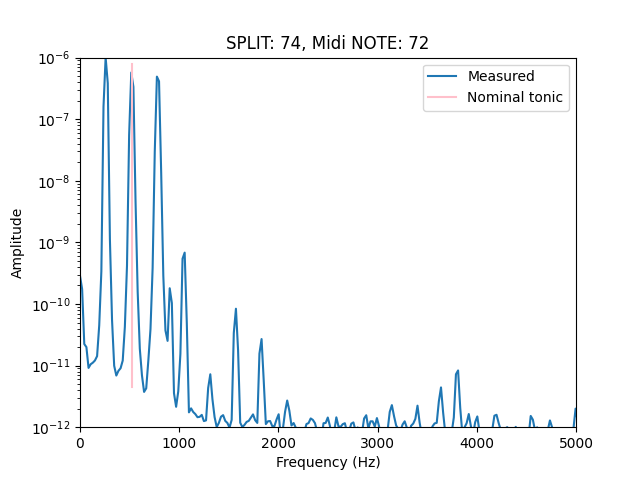 SPLIT: 74, Midi NOTE: 72
Measured
Nominal tonic
Amplitude
10⁻⁶
10⁻⁷
10⁻⁸
10⁻⁹
10⁻¹⁰
10⁻¹¹
10⁻¹²
0 1000 2000 3000 4000 5000
Frequency (Hz)